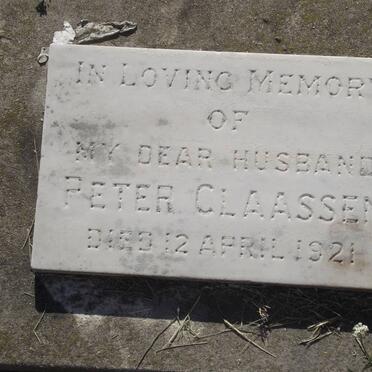 IN LOVING MEMORY
OF
MY DEAR HUSBAND
PETER CLAASSEN
DIED 12 APRIL 1921